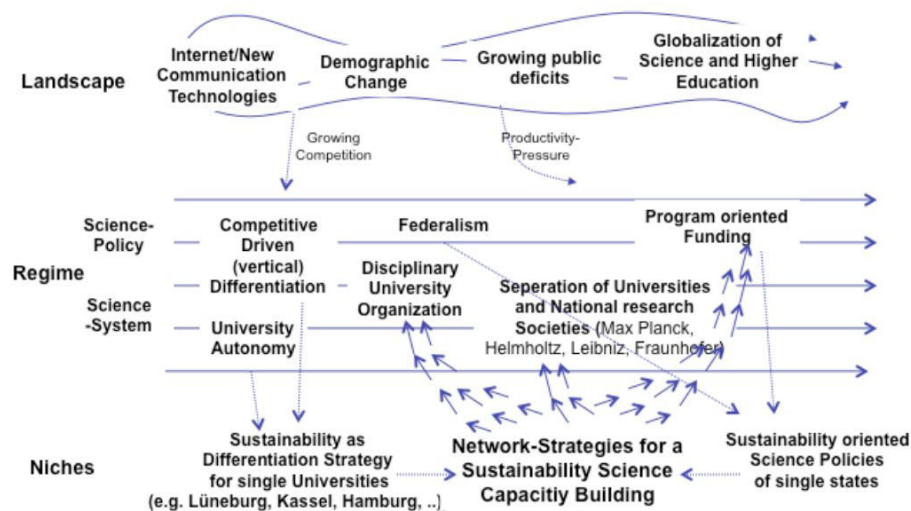 Landscape
Internet/New
Communication
Technologies
Demographic
Change
Growing public
deficits
Globalization of
Science and Higher
Education
Growing
Competition
Productivity-
Pressure
Regime
Science-
Policy
Science
-System
Competitive
Driven
(vertical)
Differentiation
University
Autonomy
Federalism
Disciplinary
University
Organization
Seperation of Universities
and National research
Societies (Max Planck,
Helmholtz, Leibniz, Fraunhofer)
Program oriented
Funding
Niches
Sustainability as
Differentiation Strategy
for single Universities
(e.g. Lüneburg, Kassel, Hamburg, ..)
Network-Strategies for a
Sustainability Science
Capacitiy Building
Sustainability oriented
Science Policies
of single states